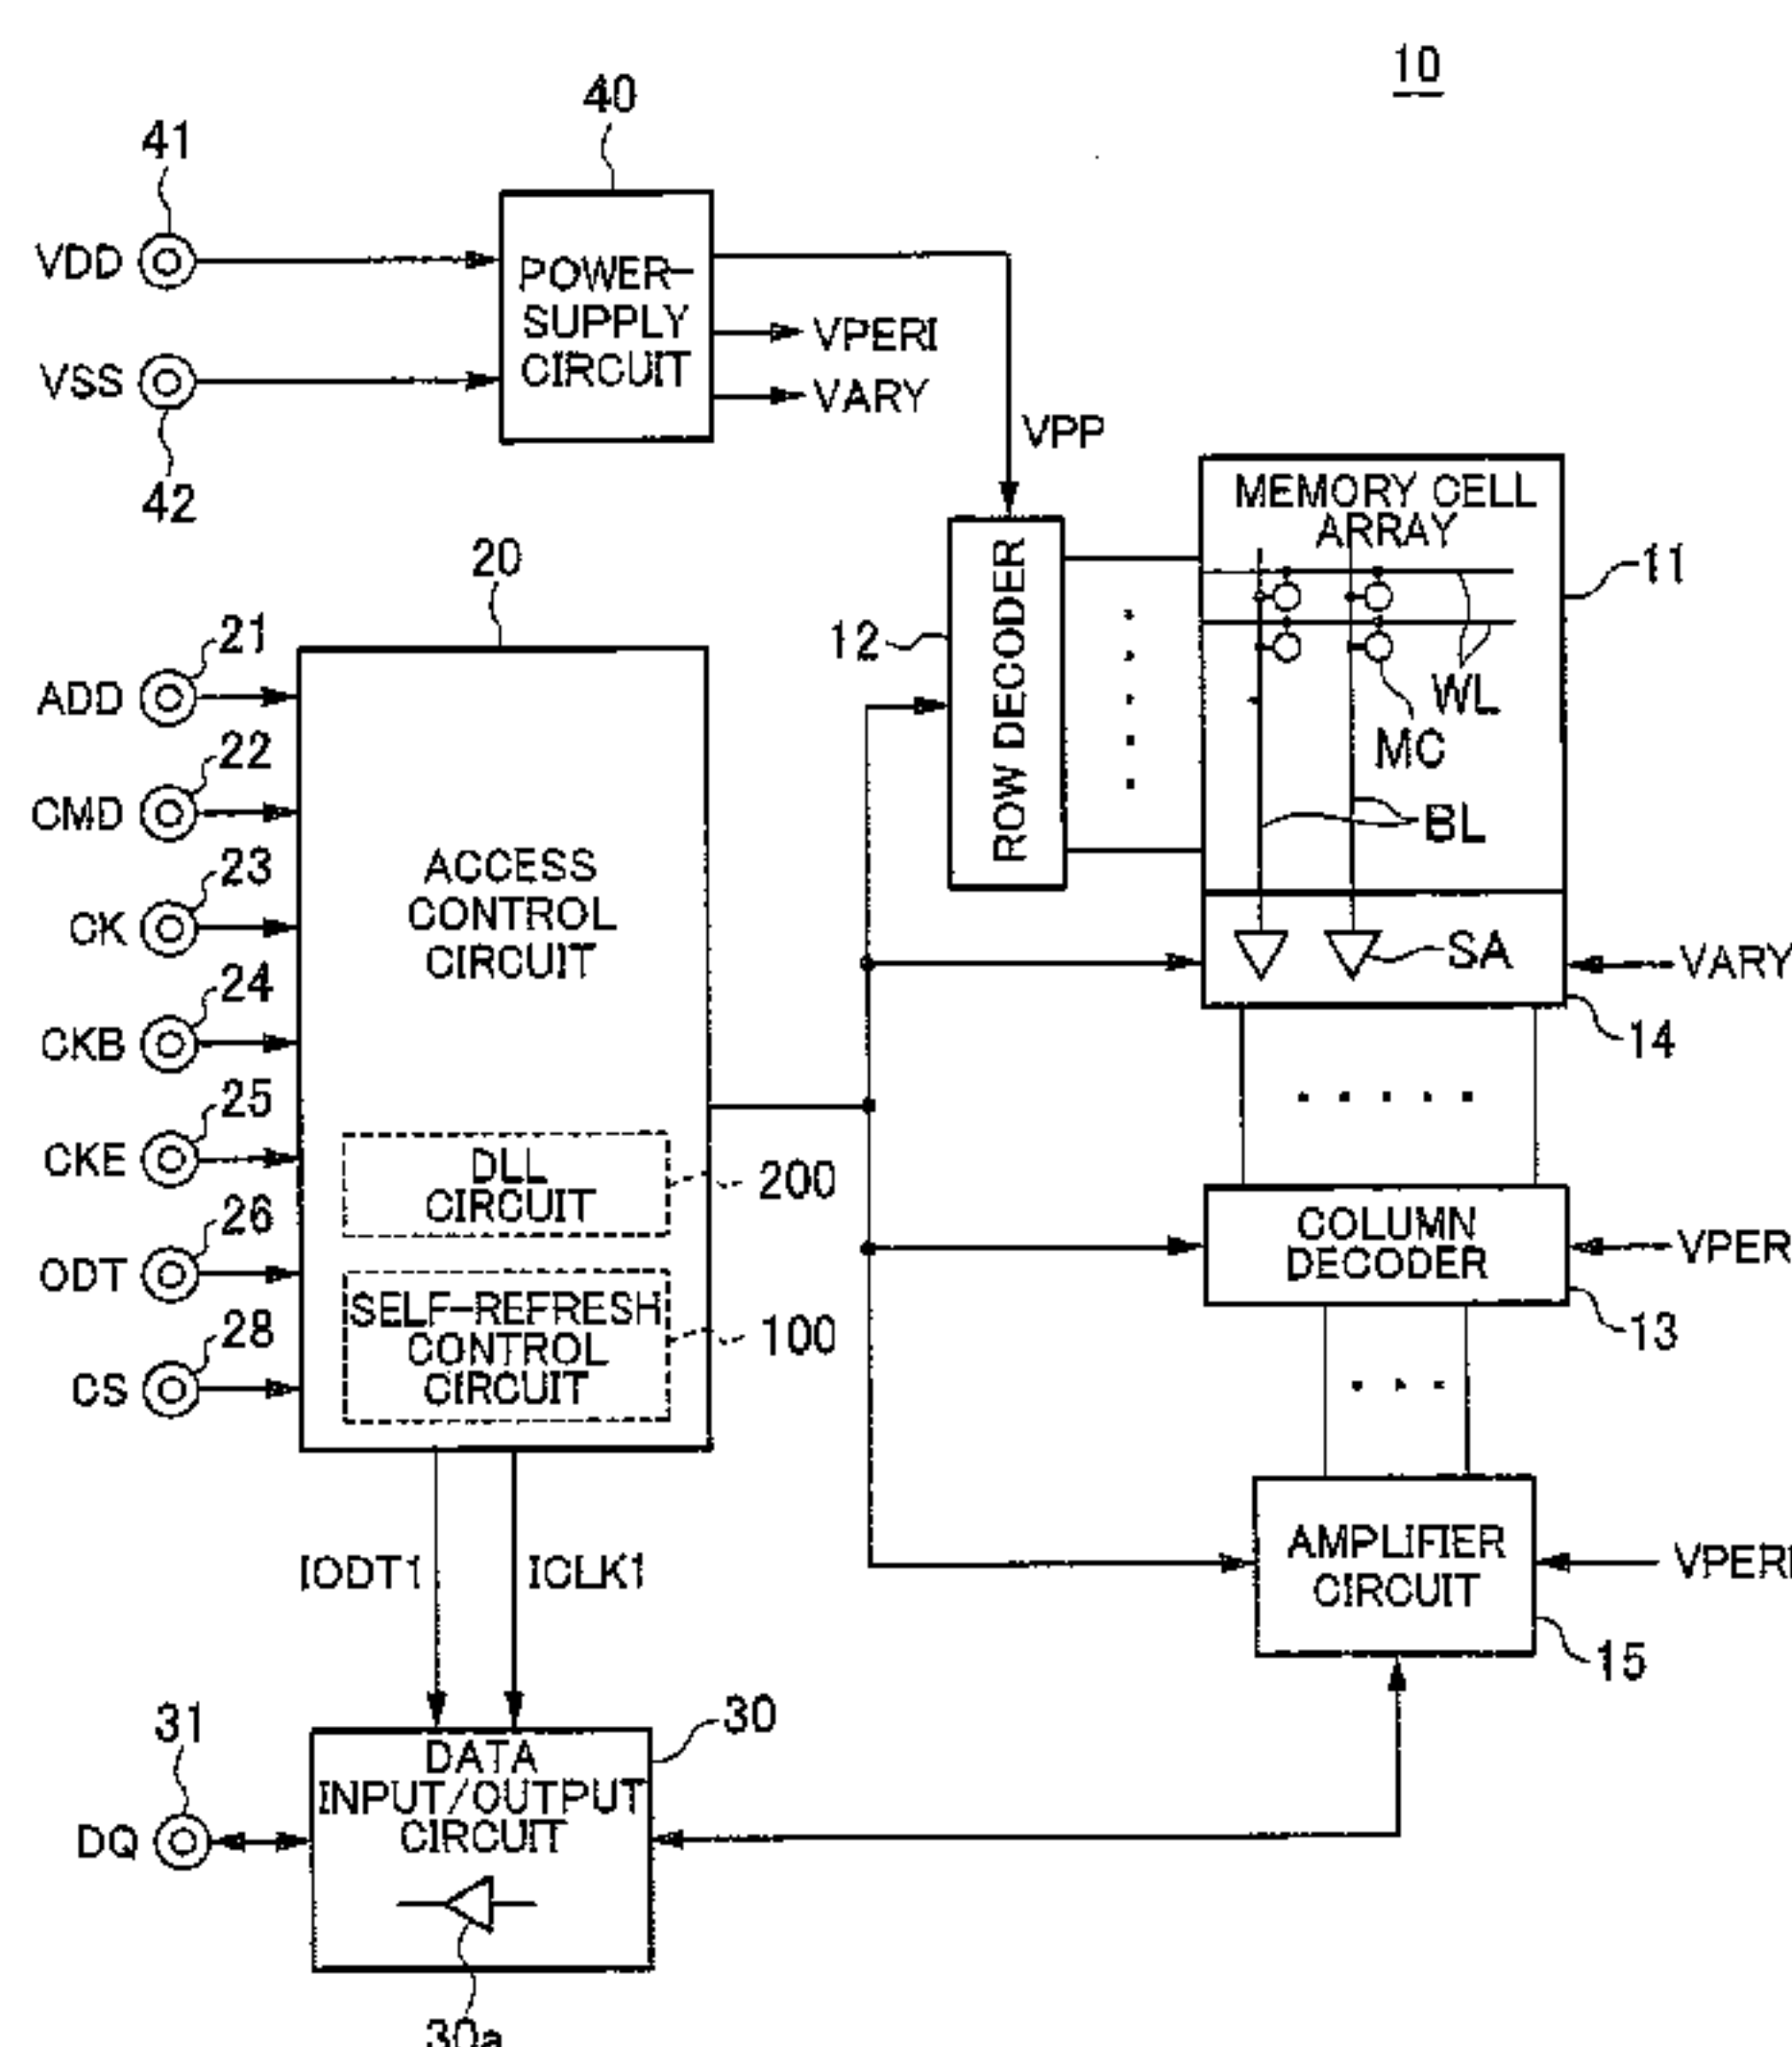 10
40
41
VDD
POWER-
SUPPLY
CIRCUIT
VPERI
VARY
VSS
42
VPP
MEMORY CELL
ARRAY
11
WL
MC
BL
SA
VARY
14
12
ROW DECODER
20
21
ADD
22
CMD
23
CK
24
CKB
25
CKE
26
ODT
28
CS
ACCESS
CONTROL
CIRCUIT
DLL
CIRCUIT
200
SELF-REFRESH
CONTROL
CIRCUIT
100
COLUMN
DECODER
VPER
13
AMPLIFIER
CIRCUIT
VPERI
15
IODT1
ICLK1
31
30
DQ
DATA
INPUT/OUTPUT
CIRCUIT
30a